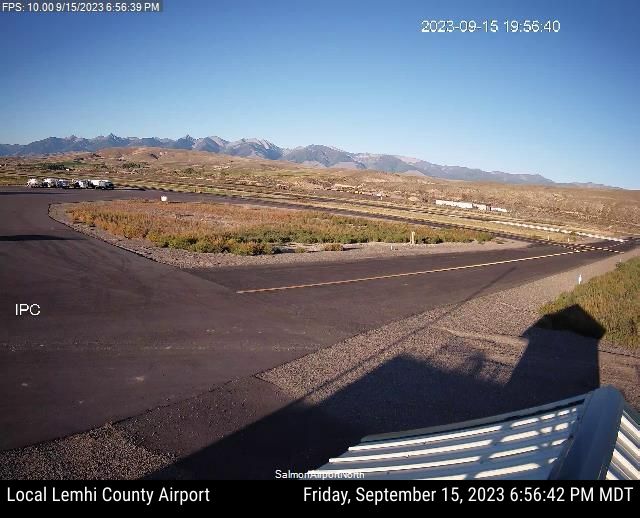 FPS: 10.00 9/15/2023 6:56:39 PM
2023-09-15 19:56:40
IPC
SalmonAirportNorth
Local Lemhi County Airport Friday, September 15, 2023 6:56:42 PM MDT